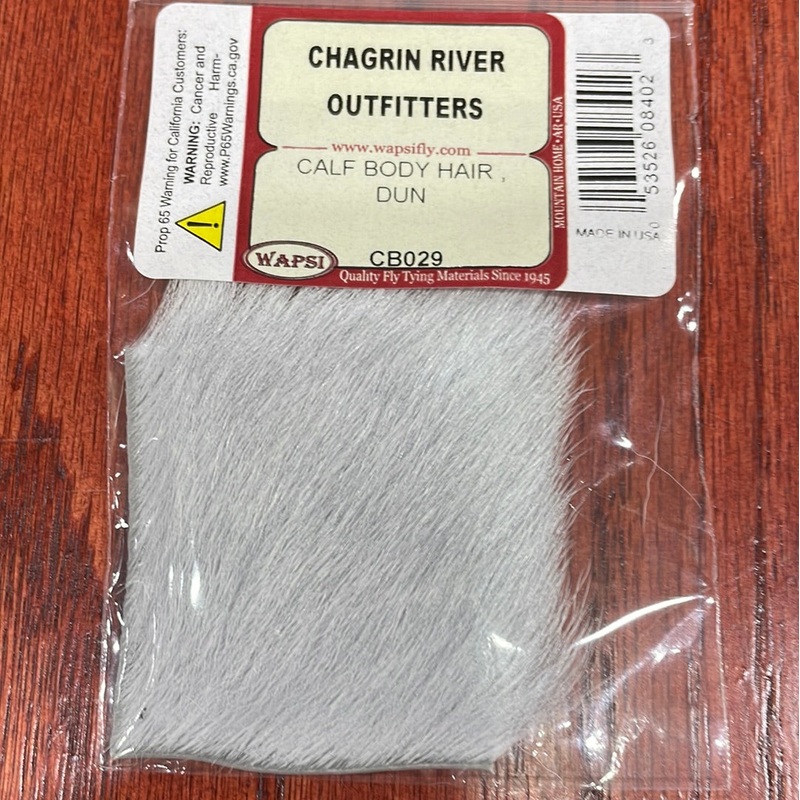 Prop 65 Warning for California Customers:
WARNING: Cancer and
Reproductive Harm-
www.P65Warnings.ca.gov
CHAGRIN RIVER
OUTFITTERS
www.wapsifly.com
CALF BODY HAIR ,
DUN
CB029
WAPSI
Quality Fly Tying Materials Since 1945
MOUNTAIN HOME • AR • USA
0 53526 08402 3
MADE IN USA